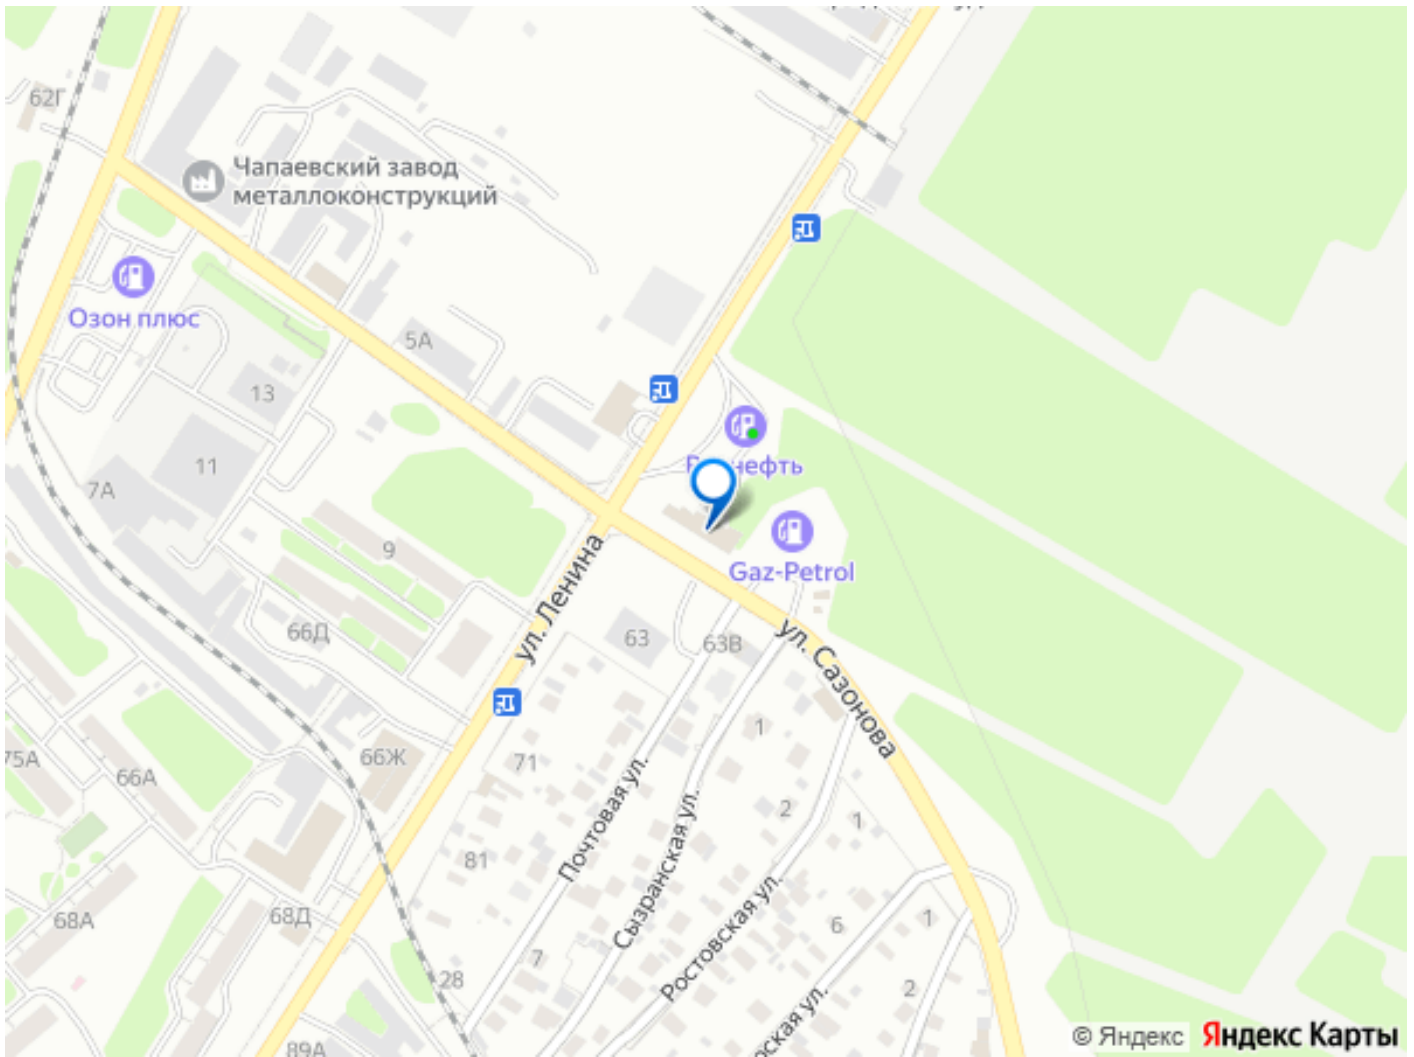 62Г
Чапаевский завод
металлоконструкций
Озон плюс
5А
13
11
7А
нефть
Gaz-Petrol
9
ул. Ленина
66Д
63
63В
ул. Сазонова
75А
66А
66Ж
71
1
Почтовая ул.
Сызранская ул.
2
1
81
Ростовская ул.
68А
68Д
6
1
7
28
2
89А
© Яндекс
Яндекс Карты